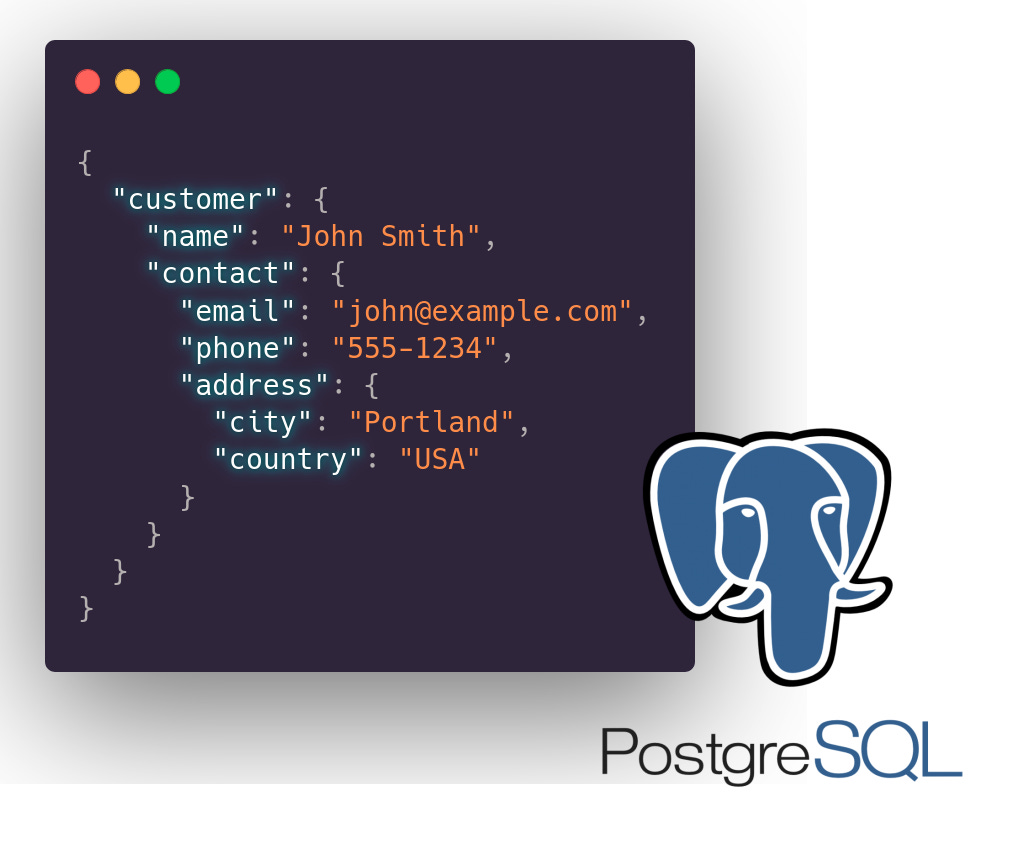 {
  "customer": {
    "name": "John Smith",
    "contact": {
      "email": "john@example.com",
      "phone": "555-1234",
      "address": {
        "city": "Portland",
        "country": "USA"
      }
    }
  }
}
PostgreSQL